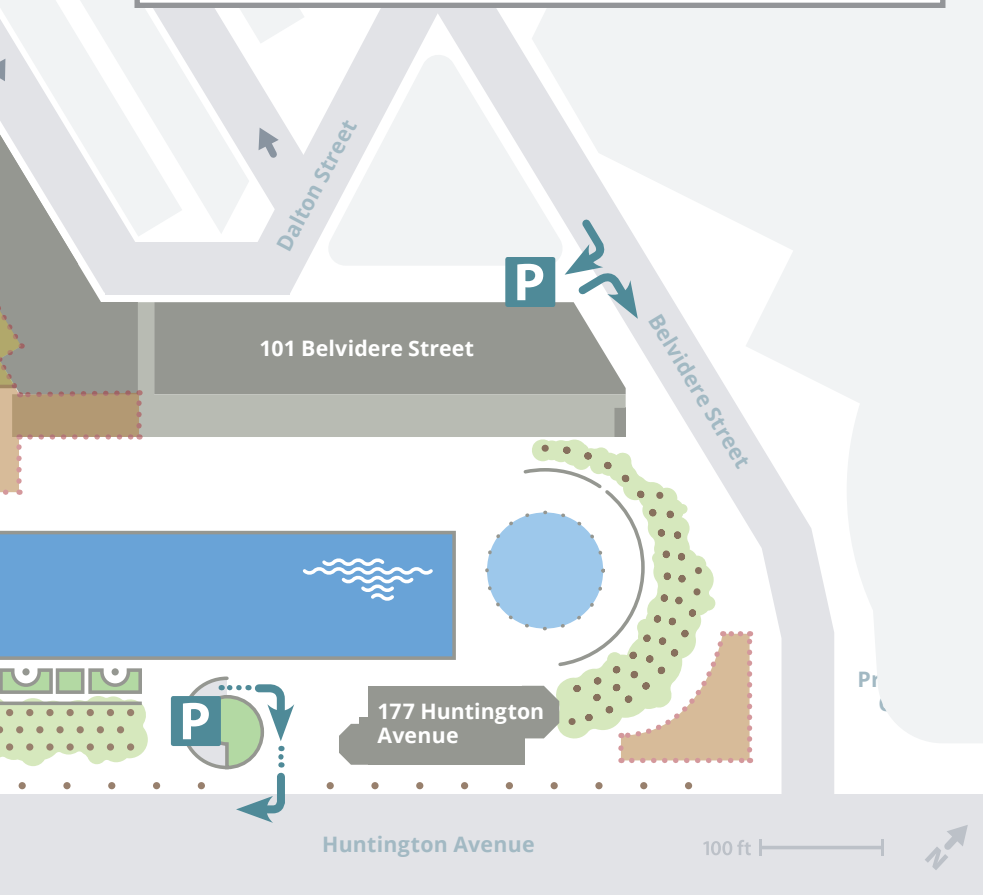 Dalton Street
P
101 Belvidere Street
Belvidere Street
P
177 Huntington
Avenue
Huntington Avenue
100 ft
N